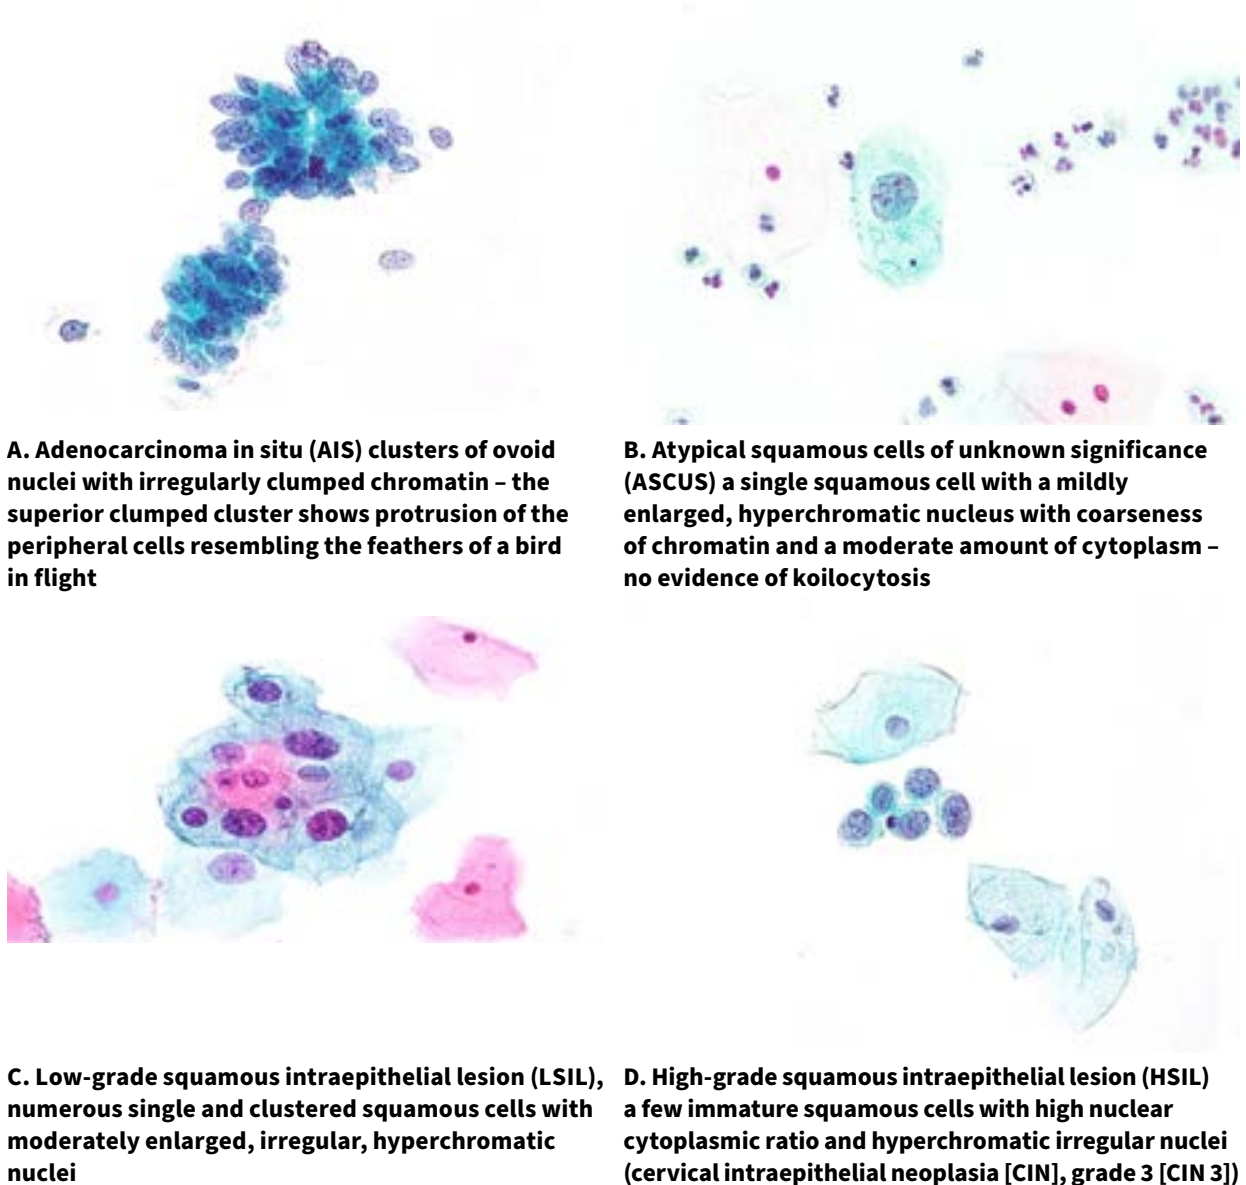 A. Adenocarcinoma in situ (AIS) clusters of ovoid
nuclei with irregularly clumped chromatin – the
superior clumped cluster shows protrusion of the
peripheral cells resembling the feathers of a bird
in flight
B. Atypical squamous cells of unknown significance
(ASCUS) a single squamous cell with a mildly
enlarged, hyperchromatic nucleus with coarseness
of chromatin and a moderate amount of cytoplasm –
no evidence of koilocytosis
C. Low-grade squamous intraepithelial lesion (LSIL),
numerous single and clustered squamous cells with
moderately enlarged, irregular, hyperchromatic
nuclei
D. High-grade squamous intraepithelial lesion (HSIL)
a few immature squamous cells with high nuclear
cytoplasmic ratio and hyperchromatic irregular nuclei
(cervical intraepithelial neoplasia [CIN], grade 3 [CIN 3])